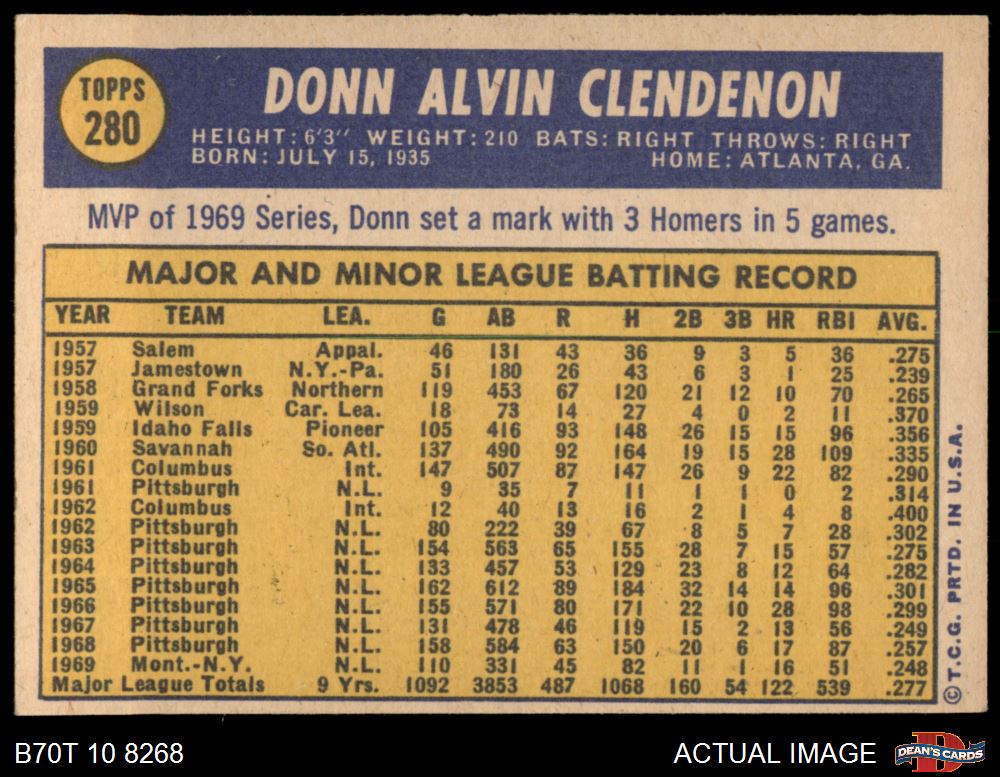 TOPPS
280
DONN ALVIN CLENDENON
HEIGHT: 6'3" WEIGHT: 210 BATS: RIGHT THROWS: RIGHT
BORN: JULY 15, 1935 HOME: ATLANTA, GA.
MVP of 1969 Series, Donn set a mark with 3 Homers in 5 games.
MAJOR AND MINOR LEAGUE BATTING RECORD
YEAR TEAM LEA. G AB R H 2B 3B HR RBI AVG.
1957 Salem Appal. 46 131 43 36 9 3 5 36 .275
1957 Jamestown N.Y.-Pa. 51 180 26 43 6 3 1 25 .239
1958 Grand Forks Northern 119 453 67 120 21 12 10 70 .265
1959 Wilson Car. Lea. 18 73 14 27 4 0 2 11 .370
1959 Idaho Falls Pioneer 105 416 93 148 26 15 15 96 .356
1960 Savannah So. Atl. 137 490 92 164 19 15 28 109 .335
1961 Columbus Int. 147 507 87 147 26 9 22 82 .290
1961 Pittsburgh N.L. 9 35 7 11 1 1 0 2 .314
1962 Columbus Int. 12 40 13 16 2 1 4 8 .400
1962 Pittsburgh N.L. 80 222 39 67 8 5 7 28 .302
1963 Pittsburgh N.L. 154 563 65 155 28 7 15 57 .275
1964 Pittsburgh N.L. 133 457 53 129 23 8 12 64 .282
1965 Pittsburgh N.L. 162 612 89 184 32 14 14 96 .301
1966 Pittsburgh N.L. 155 571 80 171 22 10 28 98 .299
1967 Pittsburgh N.L. 131 478 46 119 15 2 13 56 .249
1968 Pittsburgh N.L. 158 584 63 150 20 6 17 87 .257
1969 Mont.-N.Y. N.L. 110 331 45 82 11 1 16 51 .248
Major League Totals 9 Yrs. 1092 3853 487 1068 160 54 122 539 .277
© T.C.G. PRTD. IN U.S.A.
B70T 10 8268 ACTUAL IMAGE
D
DEAN'S CARDS